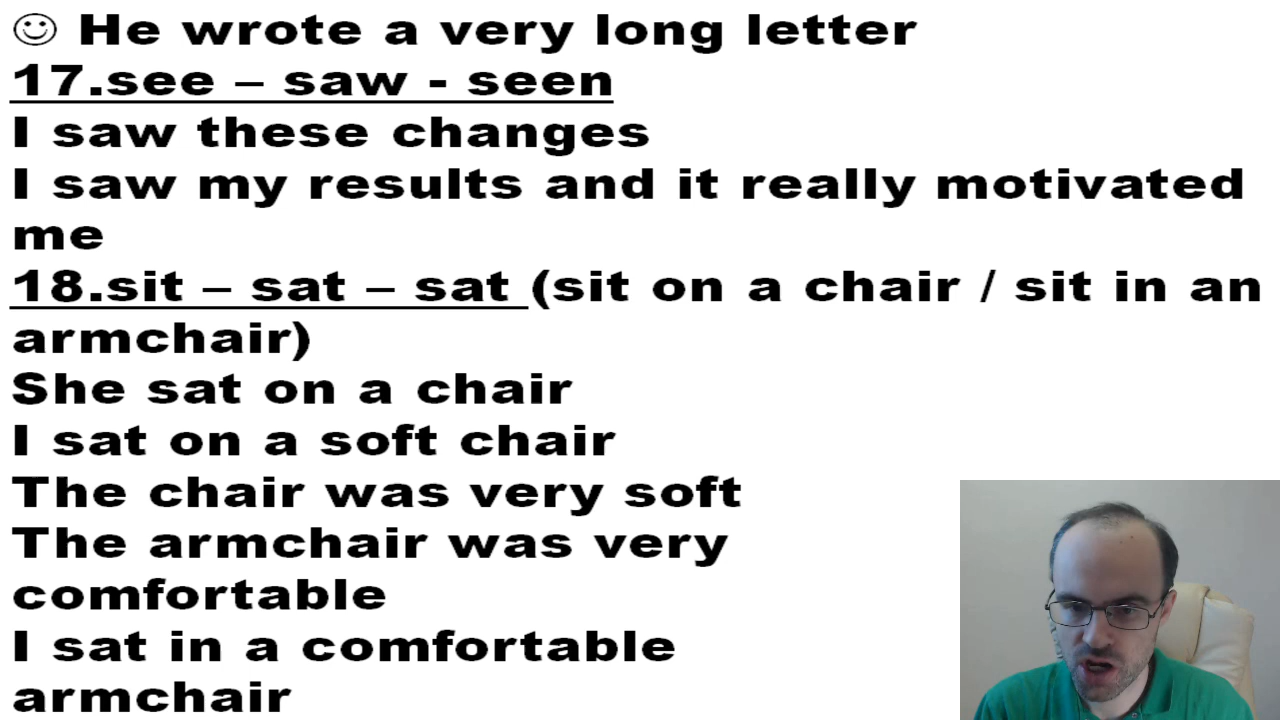 ☺ He wrote a very long letter
17.see – saw - seen
I saw these changes
I saw my results and it really motivated
me
18.sit – sat – sat (sit on a chair / sit in an
armchair)
She sat on a chair
I sat on a soft chair
The chair was very soft
The armchair was very
comfortable
I sat in a comfortable
armchair